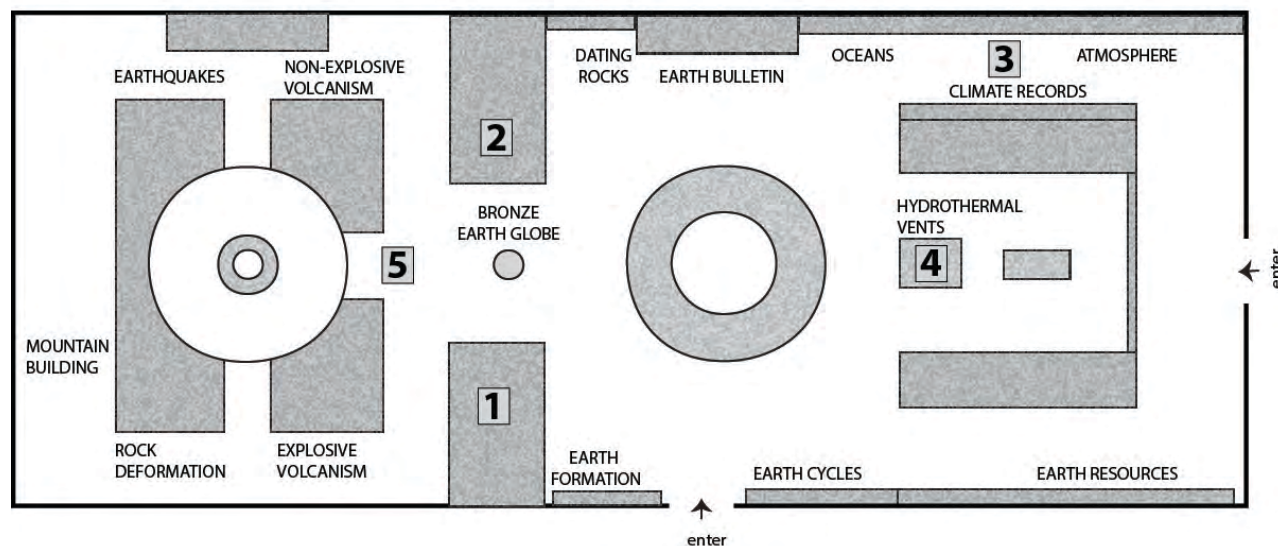 EARTHQUAKES
NON-EXPLOSIVE
VOLCANISM
DATING
ROCKS
EARTH BULLETIN
OCEANS
3
ATMOSPHERE
CLIMATE RECORDS
2
BRONZE
EARTH GLOBE
HYDROTHERMAL
VENTS
5
4
enter
MOUNTAIN
BUILDING
1
ROCK
DEFORMATION
EXPLOSIVE
VOLCANISM
EARTH
FORMATION
EARTH CYCLES
EARTH RESOURCES
enter